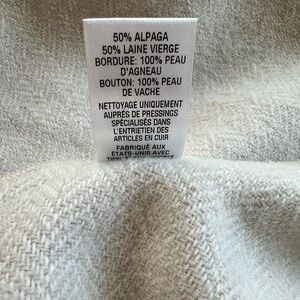 50% ALPAGA
50% LAINE VIERGE
BORDURE: 100% PEAU
D'AGNEAU
BOUTON: 100% PEAU
DE VACHE
NETTOYAGE UNIQUEMENT
AUPRÈS DE PRESSINGS
SPÉCIALISÉS DANS
L'ENTRETIEN DES
ARTICLES EN CUIR
FABRIQUÉ AUX
ÉTATS-UNIS AVEC